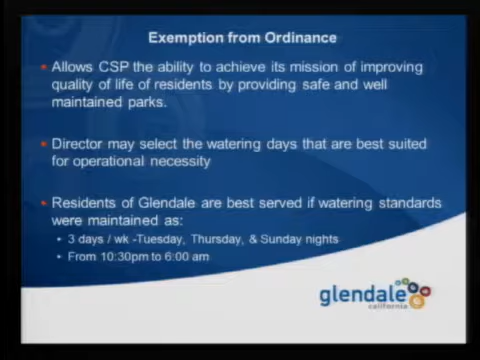 Exemption from Ordinance
• Allows CSP the ability to achieve its mission of improving
quality of life of residents by providing safe and well
maintained parks.
• Director may select the watering days that are best suited
for operational necessity
• Residents of Glendale are best served if watering standards
were maintained as:
• 3 days / wk -Tuesday, Thursday, & Sunday nights
• From 10:30pm to 6:00 am
glendale
california